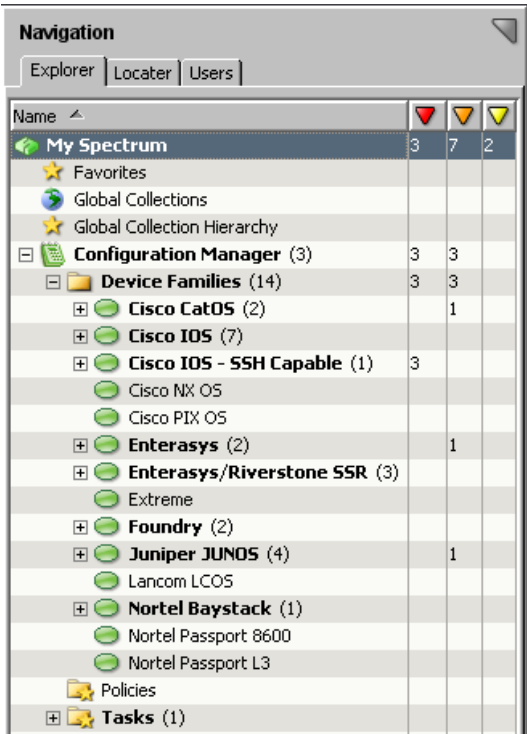 Navigation
Explorer Locater Users
Name
My Spectrum 3 7 2
Favorites
Global Collections
Global Collection Hierarchy
Configuration Manager (3) 3 3
Device Families (14) 3 3
Cisco CatOS (2) 1
Cisco IOS (7)
Cisco IOS - SSH Capable (1) 3
Cisco NX OS
Cisco PIX OS
Enterasys (2) 1
Enterasys/Riverstone SSR (3)
Extreme
Foundry (2)
Juniper JUNOS (4) 1
Lancom LCOS
Nortel Baystack (1)
Nortel Passport 8600
Nortel Passport L3
Policies
Tasks (1)